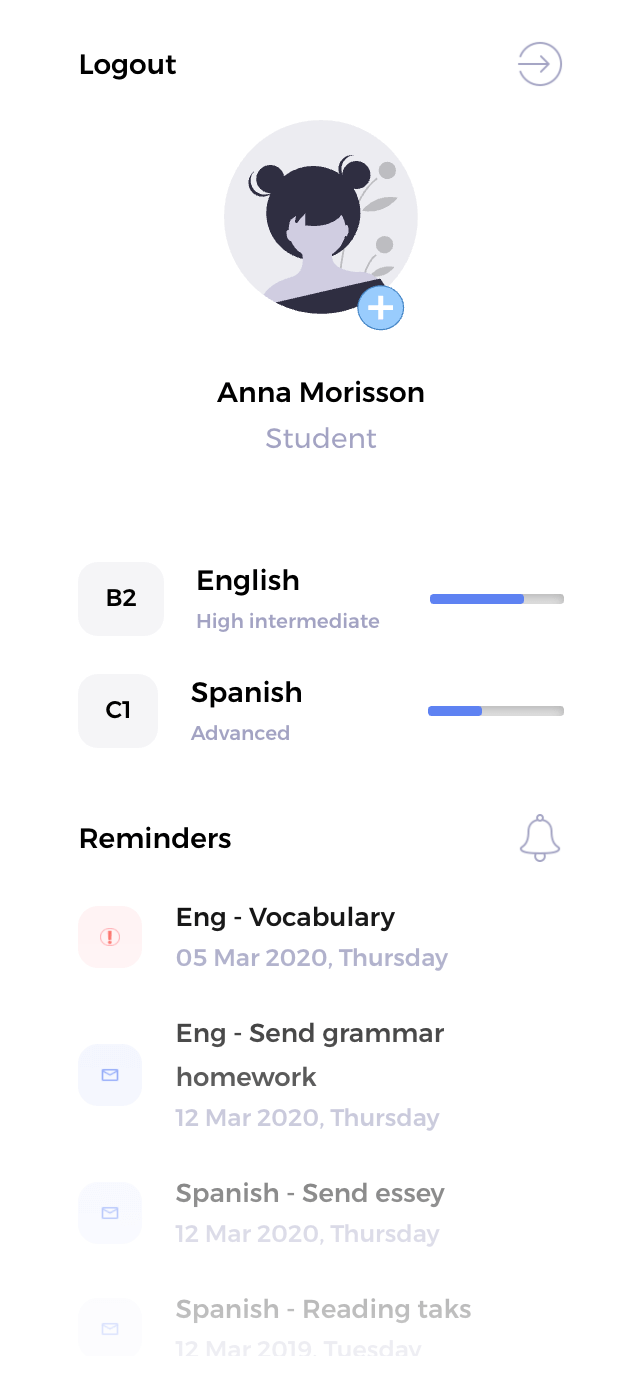 Logout
Anna Morisson
Student
B2
English
High intermediate
C1
Spanish
Advanced
Reminders
Eng - Vocabulary
05 Mar 2020, Thursday
Eng - Send grammar
homework
12 Mar 2020, Thursday
Spanish - Send essey
12 Mar 2020, Thursday
Spanish - Reading taks
12 Mar 2019, Tuesday